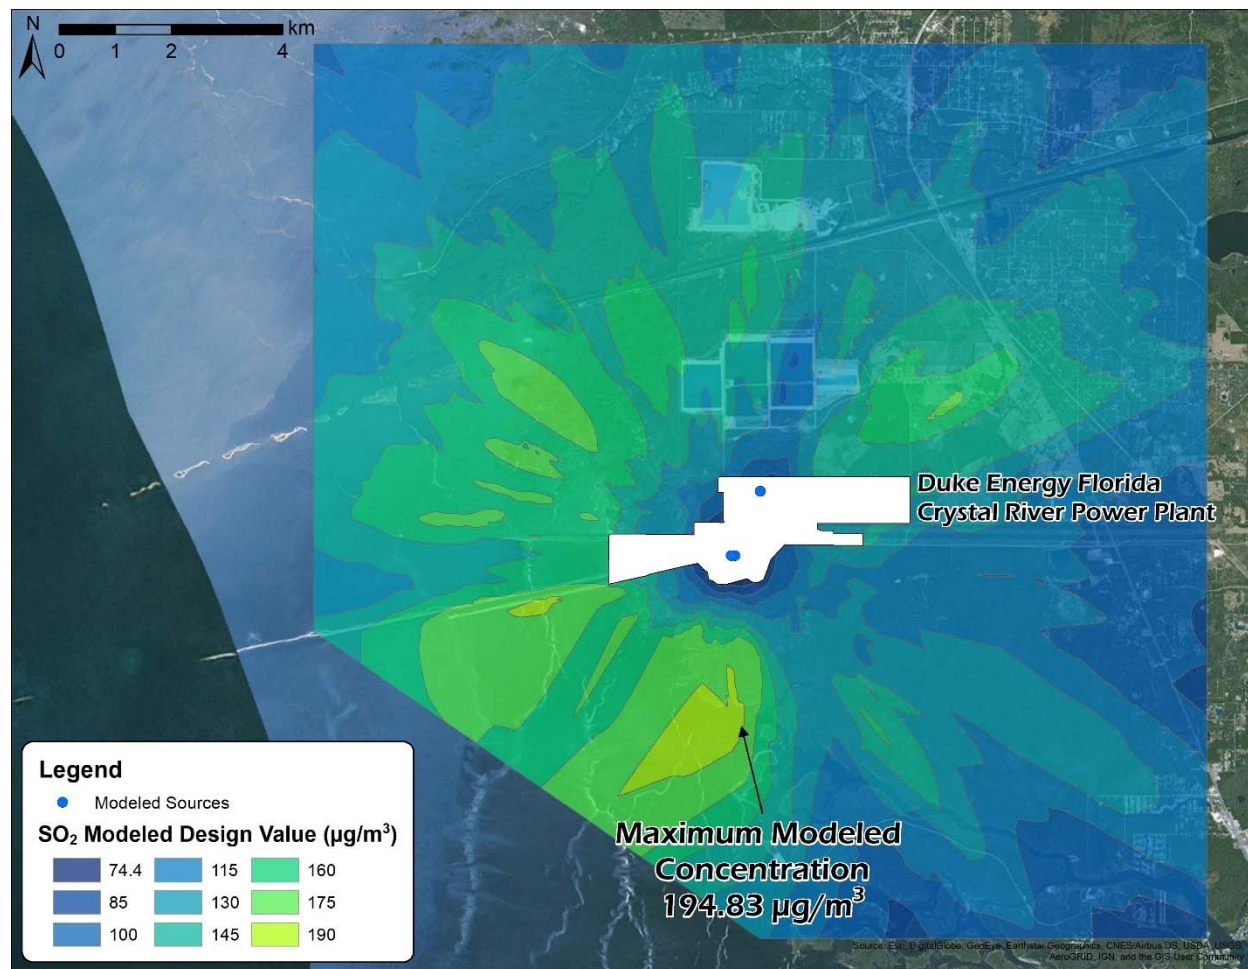 N
km
0 1 2 4
Duke Energy Florida
Crystal River Power Plant
Legend
Modeled Sources
SO₂ Modeled Design Value (µg/m³)
74.4 115 160
85 130 175
100 145 190
Maximum Modeled
Concentration
194.83 µg/m³
Source: Esri, DigitalGlobe, GeoEye, Earthstar Geographics, CNES/Airbus DS, USDA, USGS,
AeroGRID, IGN, and the GIS User Community